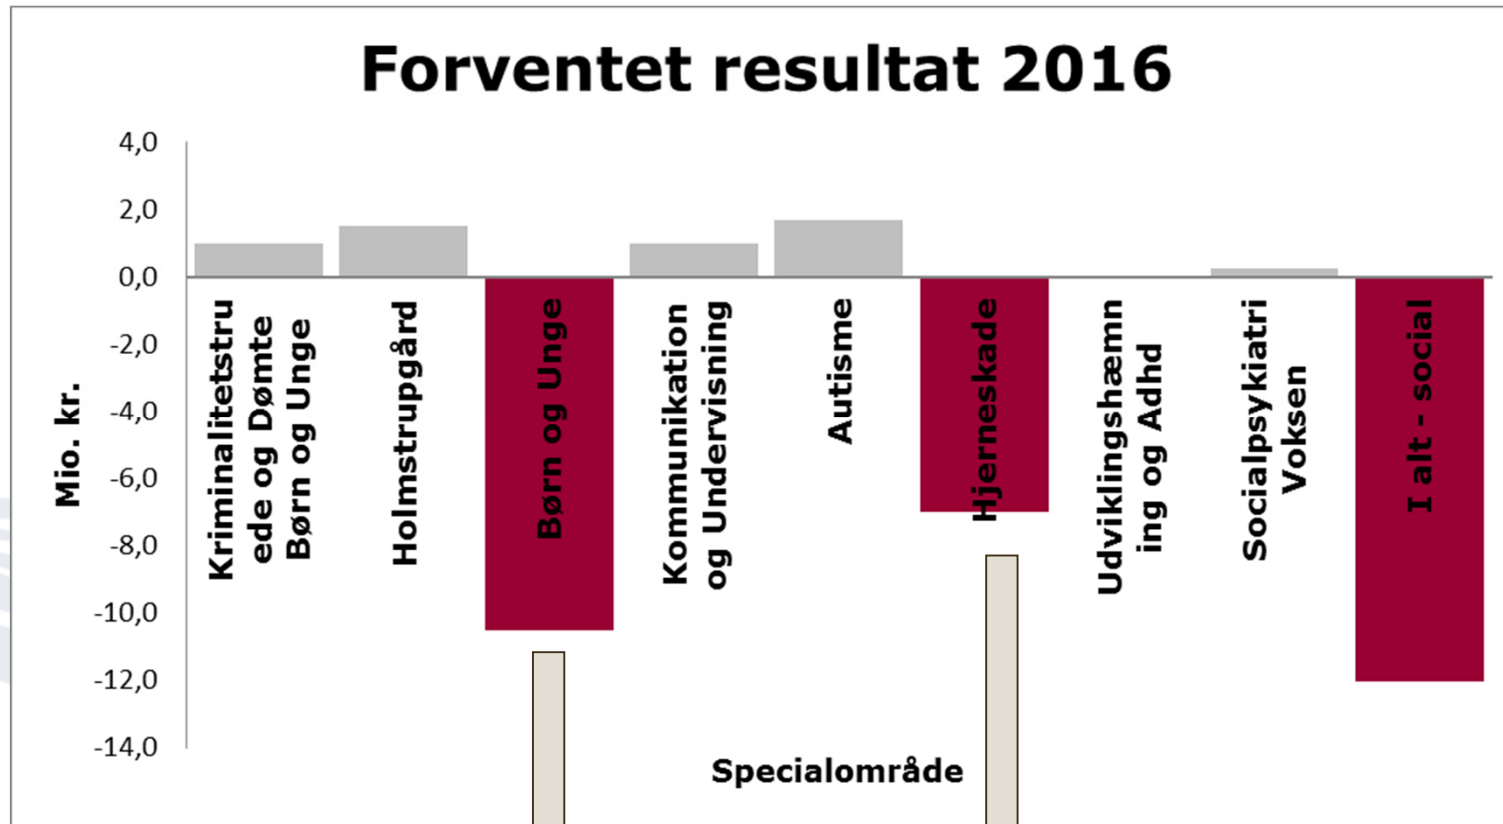 Forventet resultat 2016
4,0
2,0
0,0
-2,0
-4,0
-6,0
-8,0
-10,0
-12,0
-14,0
Mio. kr.
Kriminalitetstru
ede og Dømte
Børn og Unge
Holmstrupgård
Børn og Unge
Kommunikation
og Undervisning
Autisme
Hjerneskade
Udviklingshæmn
ing og Adhd
Socialpsykiatri
Voksen
I alt - social
Specialområde